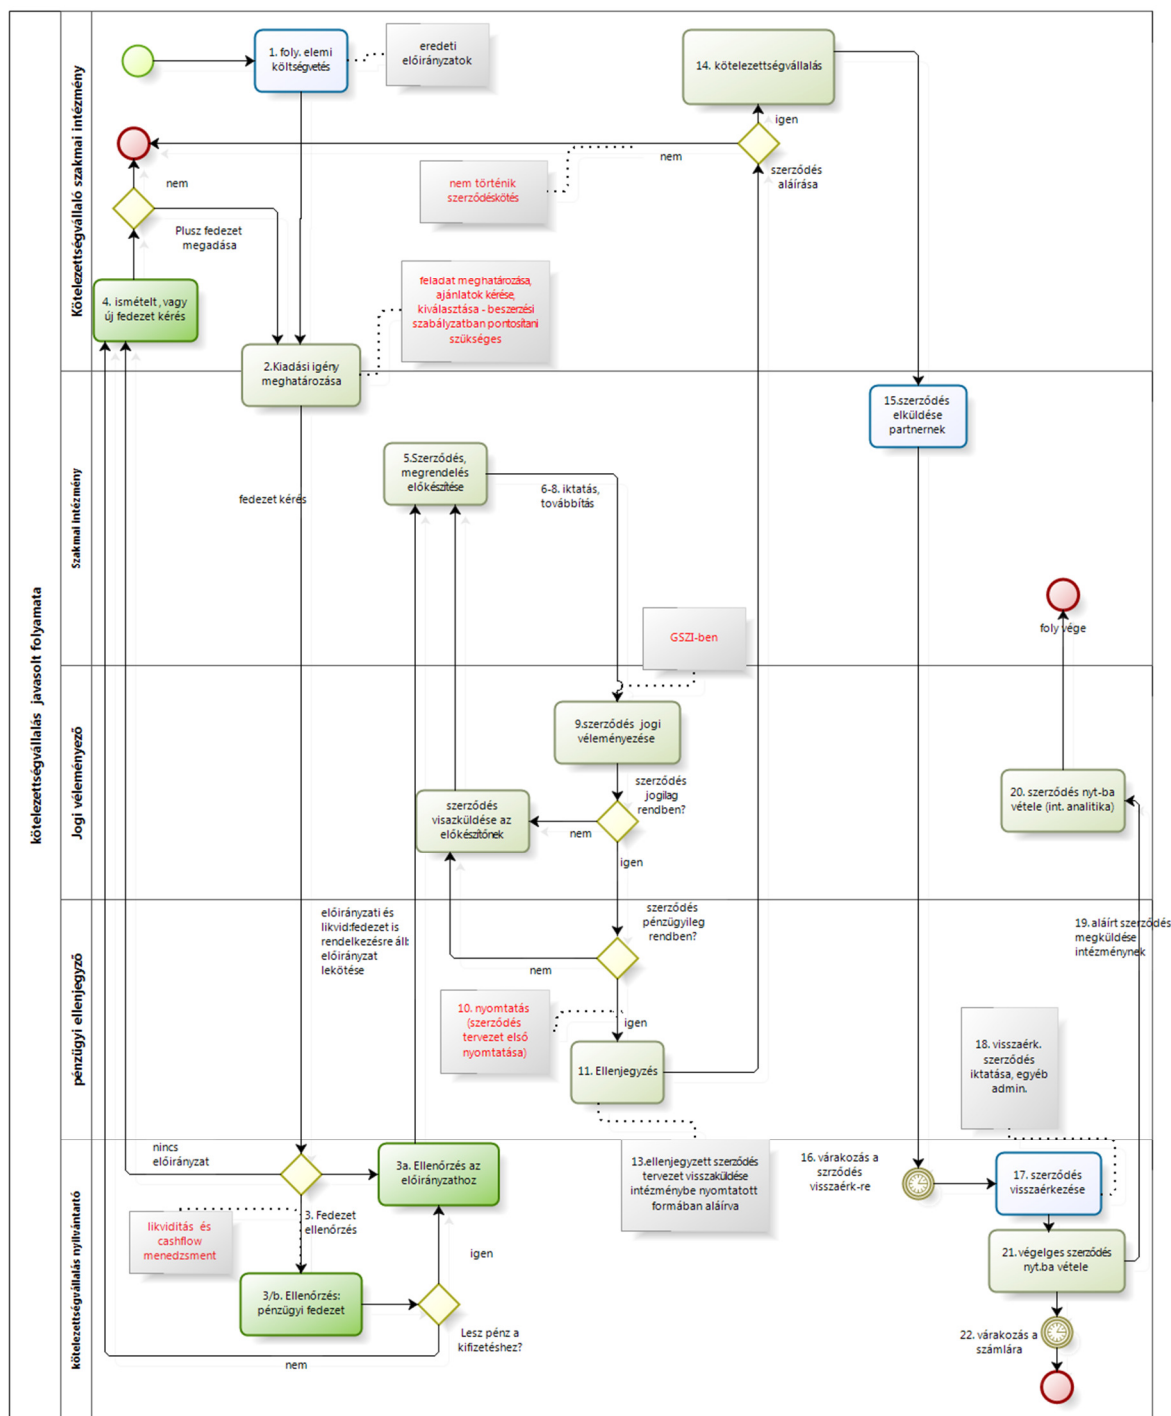 kötelezettségvállalás javasolt folyamata
Kötelezettségvállaló szakmai intézmény
1. foly. elemi
költségvetés
eredeti
előirányzatok
14. kötelezettségvállalás
igen
nem
szerződés
aláírása
nem történik
szerződéskötés
nem
Plusz fedezet
megadása
4. ismételt, vagy
új fedezet kérés
feladat meghatározása,
ajánlatok kérése,
kiválasztása - beszerzési
szabályzatban pontosítani
szükséges
2.Kiadási igény
meghatározása
Szakmai intézmény
15.szerződés
elküldése
partnernek
5.Szerződés,
megrendelés
előkészítése
6-8. iktatás,
továbbítás
fedezet kérés
GSZI-ben
foly vége
Jogi véleményező
9.szerződés jogi
véleményezése
szerződés
jogilag
rendben?
szerződés
visazküldése az
előkészítőnek
nem
igen
20. szerződés nyt-ba
vétele (int. analitika)
pénzügyi ellenjegyző
előirányzati és
likvid:fedezet is
rendelkezésre áll:
előirányzat
lekötése
szerződés
pénzügyileg
rendben?
nem
igen
10. nyomtatás
(szerződés
tervezet első
nyomtatása)
11. Ellenjegyzés
19. aláírt szerződés
megküldése
intézménynek
18. visszaérk.
szerződés
iktatása, egyéb
admin.
kötelezettségvállalás nyilvántartó
nincs
előirányzat
3a. Ellenőrzés az
előirányzathoz
13.ellenjegyzett szerződés
tervezet visszaküldése
intézménybe nyomtatott
formában aláírva
16. várakozás a
szrződés
visszaérk-re
17. szerződés
visszaérkezése
3. Fedezet
ellenőrzés
likviditás és
cashflow
menedzsment
igen
21. végelges szerződés
nyt.ba vétele
3/b. Ellenőrzés:
pénzügyi fedezet
Lesz pénz a
kifizetéshez?
nem
22. várakozás a
számlára